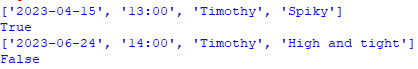 ['2023-04-15', '13:00', 'Timothy', 'Spiky']
True
['2023-06-24', '14:00', 'Timothy', 'High and tight']
False